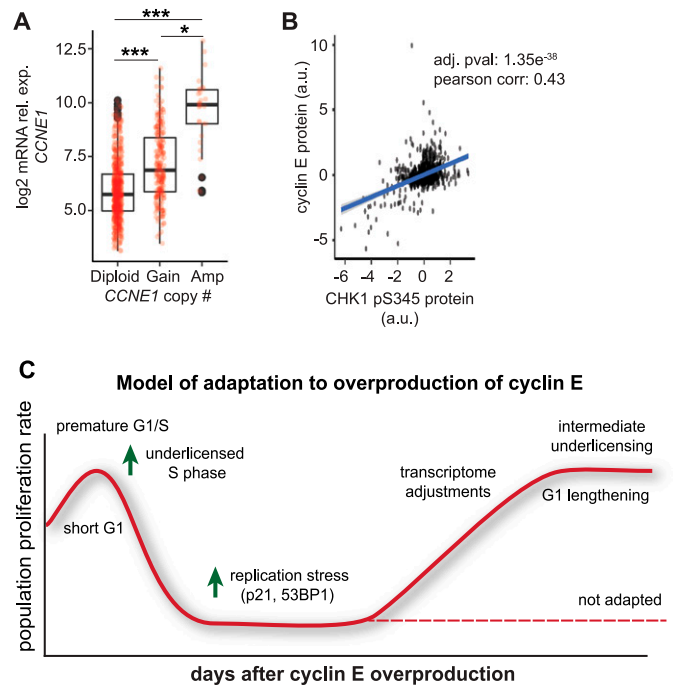 A
***
***
*
log2 mRNA rel. exp.
CCNE1
12.5
10.0
7.5
5.0
Diploid Gain Amp
CCNE1 copy #
B
adj. pval: 1.35e-38
pearson corr: 0.43
cyclin E protein (a.u.)
10
5
0
-5
-6 -4 -2 0 2
CHK1 pS345 protein
(a.u.)
C
Model of adaptation to overproduction of cyclin E
population proliferation rate
premature G1/S
underlicensed
S phase
short G1
replication stress
(p21, 53BP1)
transcriptome
adjustments
intermediate
underlicensing
G1 lengthening
not adapted
days after cyclin E overproduction